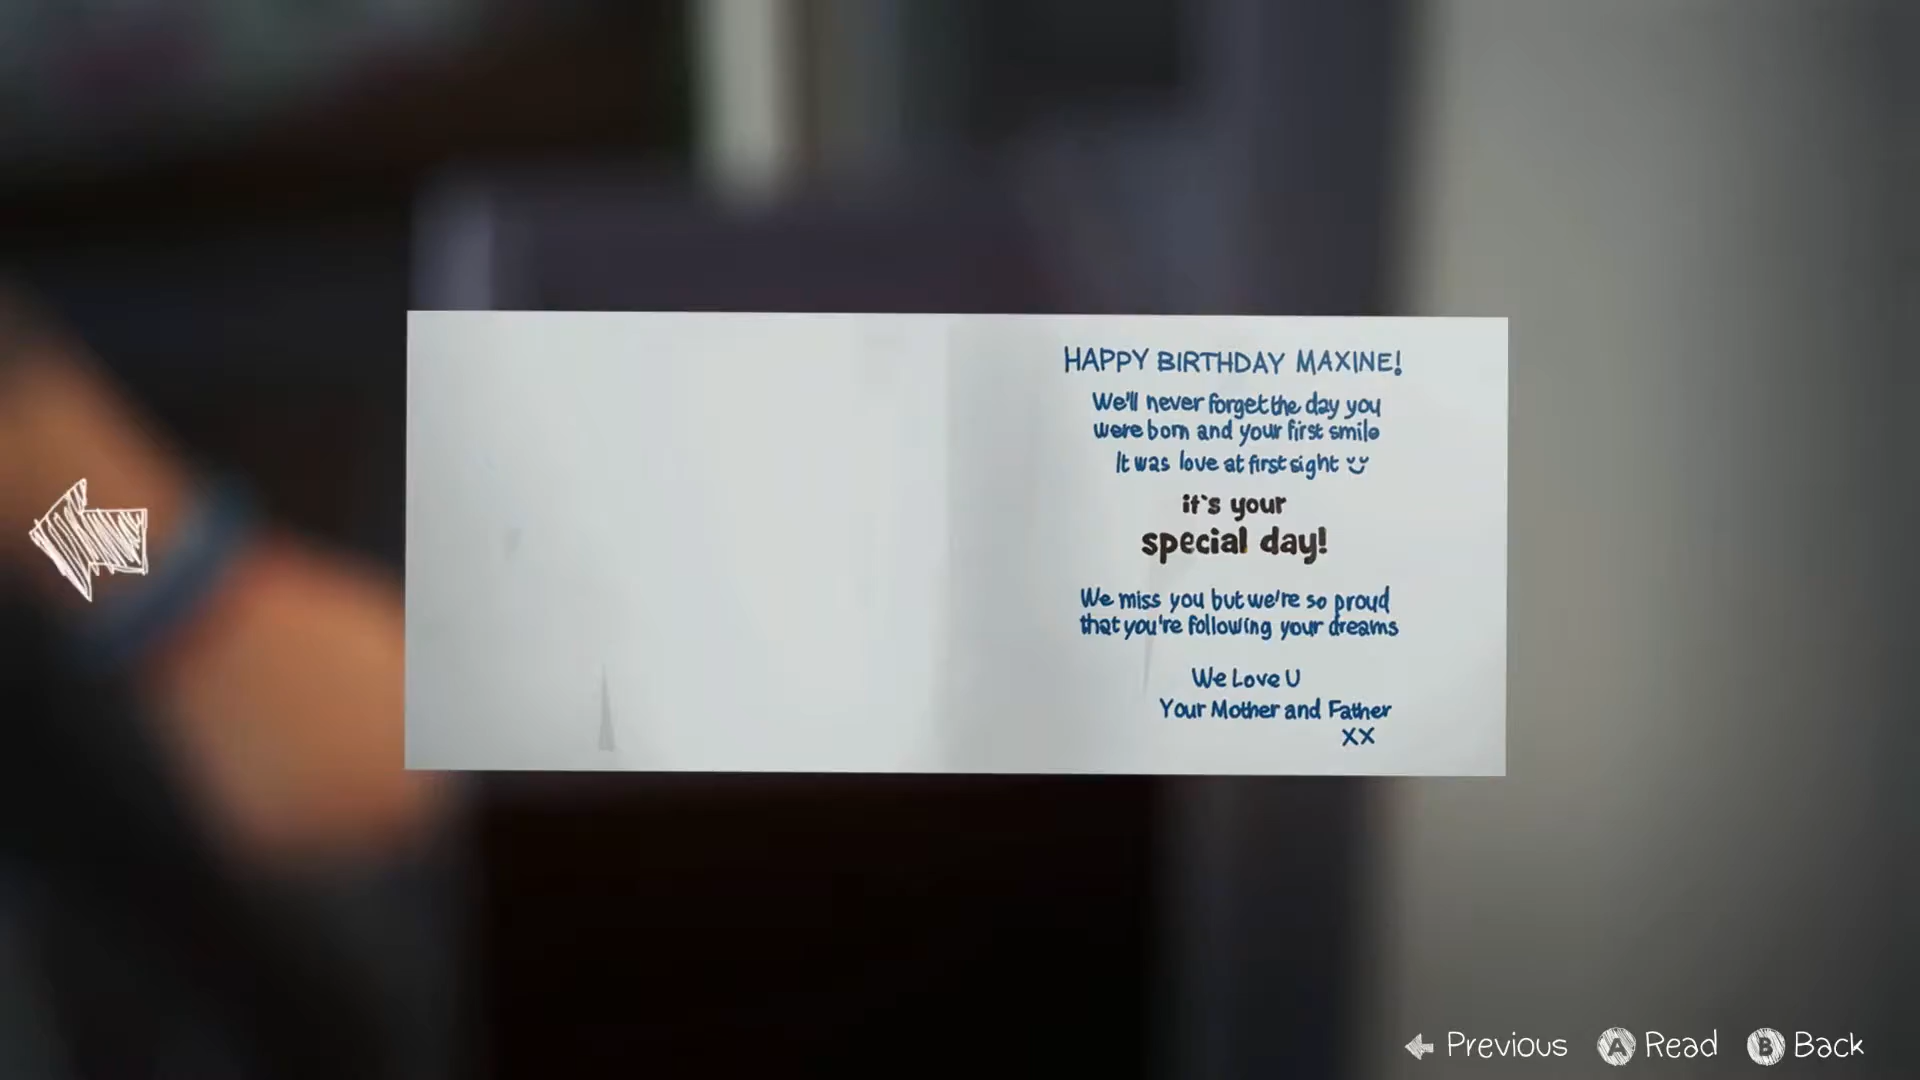 HAPPY BIRTHDAY MAXINE!
We'll never forget the day you
were born and your first smile
It was love at first sight
it's your
special day!
We miss you but we're so proud
that you're following your dreams
We Love U
Your Mother and Father
XX
Previous
A Read
B Back